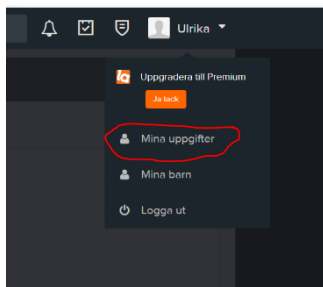 Ulrika
Uppgradera till Premium
Ja tack
Mina uppgifter
Mina barn
Logga ut